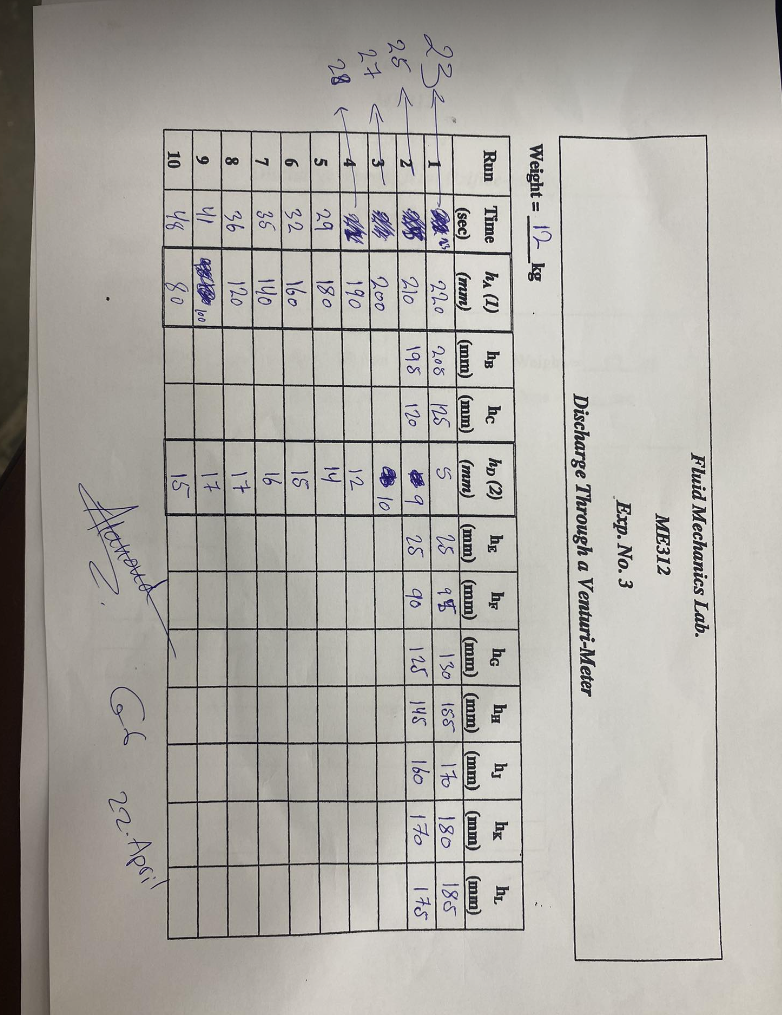 Fluid Mechanics Lab.
ME312
Exp. No. 3
Discharge Through a Venturi-Meter
Weight = 12 kg
Run Time (sec) hA (1) (mm) hB (mm) hC (mm) hD (2) (mm) hE (mm) hF (mm) hG (mm) hH (mm) hJ (mm) hK (mm) hL (mm)
23 ← 1 220 205 125 5 25 95 130 155 170 180 185
25 ← 2 210 195 120 9 25 90 125 145 160 170 175
27 ← 3 200 10
28 ← 4 190 12
5 29 180 14
6 32 160 15
7 35 140 16
8 36 120 17
9 41 100 17
10 48 80 15
G6 22. April